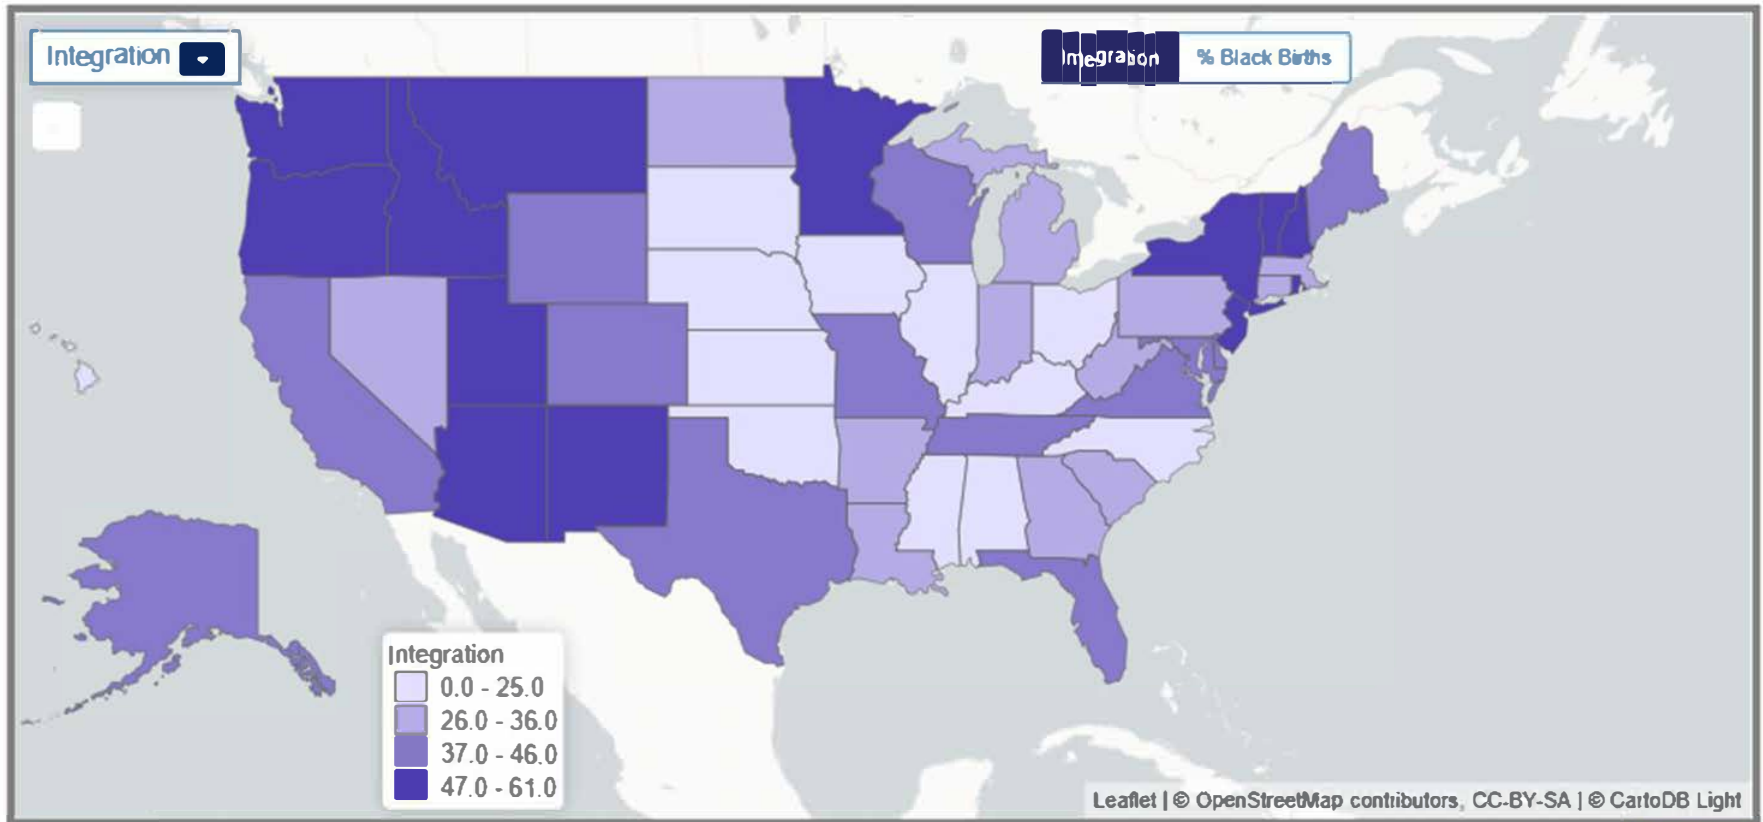 Integration
Imegration % Black Births
Integration
0.0 - 25.0
26.0 - 36.0
37.0 - 46.0
47.0 - 61.0
Leaflet | © OpenStreetMap contributors, CC-BY-SA | © CartoDB Light